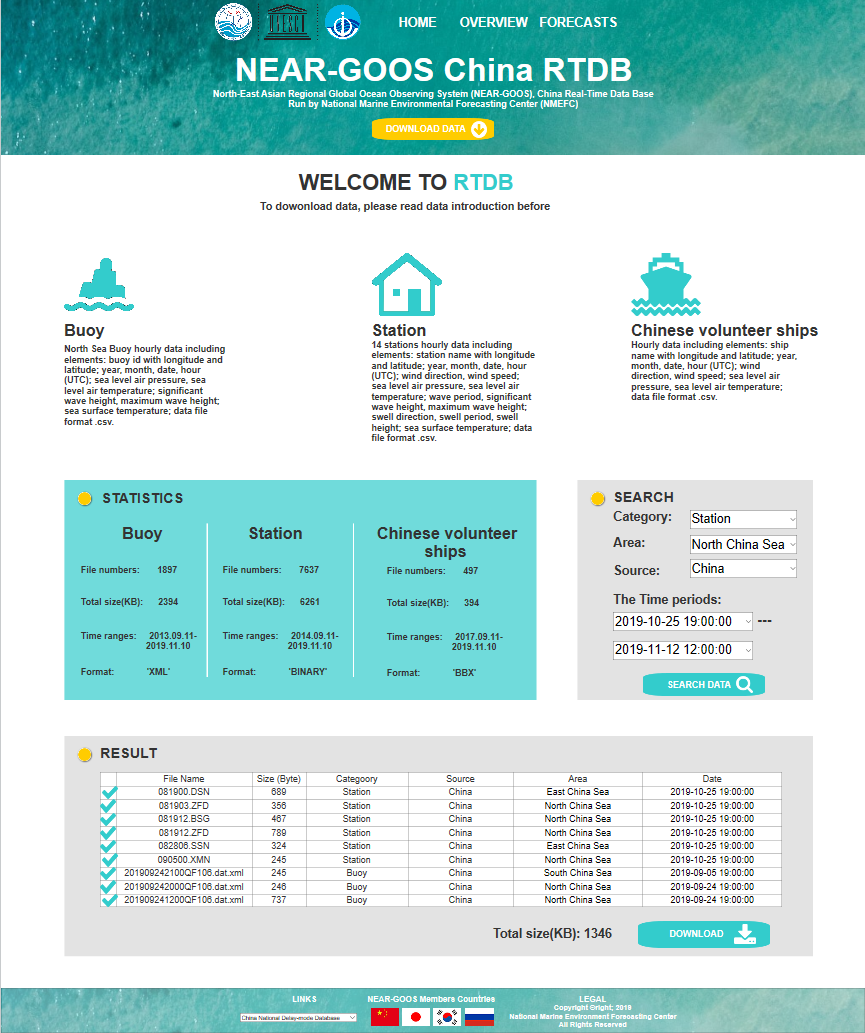 UNESCO
HOME OVERVIEW FORECASTS
NEAR-GOOS China RTDB
North-East Asian Regional Global Ocean Observing System (NEAR-GOOS), China Real-Time Data Base
Run by National Marine Environmental Forecasting Center (NMEFC)
DOWNLOAD DATA
WELCOME TO RTDB
To dowonload data, please read data introduction before
Buoy
North Sea Buoy hourly data including
elements: buoy id with longitude and
latitude; year, month, date, hour
(UTC); sea level air pressure, sea
level air temperature; significant
wave height, maximum wave height;
sea surface temperature; data file
format .csv.
Station
14 stations hourly data including
elements: station name with longitude
and latitude; year, month, date, hour
(UTC); wind direction, wind speed;
sea level air pressure, sea level air
temperature; wave period, significant
wave height, maximum wave height;
swell direction, swell period, swell
height; sea surface temperature; data
file format .csv.
Chinese volunteer ships
Hourly data including elements: ship
name with longitude and latitude; year,
month, date, hour (UTC); wind
direction, wind speed; sea level air
pressure, sea level air temperature;
data file format .csv.
STATISTICS
Buoy
File numbers: 1897
Total size(KB): 2394
Time ranges: 2013.09.11-
2019.11.10
Format: 'XML'
Station
File numbers: 7637
Total size(KB): 6261
Time ranges: 2014.09.11-
2019.11.10
Format: 'BINARY'
Chinese volunteer
ships
File numbers: 497
Total size(KB): 394
Time ranges: 2017.09.11-
2019.11.10
Format: 'BBX'
SEARCH
Category: Station
Area: North China Sea
Source: China
The Time periods:
2019-10-25 19:00:00 ---
2019-11-12 12:00:00
SEARCH DATA
RESULT
File Name Size (Byte) Categoory Source Area Date
081900.DSN 689 Station China East China Sea 2019-10-25 19:00:00
081903.ZFD 356 Station China North China Sea 2019-10-25 19:00:00
081912.BSG 467 Station China North China Sea 2019-10-25 19:00:00
081912.ZFD 789 Station China North China Sea 2019-10-25 19:00:00
082806.SSN 324 Station China East China Sea 2019-10-25 19:00:00
090500.XMN 245 Station China North China Sea 2019-10-25 19:00:00
201909242100QF106.dat.xml 245 Buoy China South China Sea 2019-09-05 19:00:00
201909242000QF106.dat.xml 246 Buoy China North China Sea 2019-09-24 19:00:00
201909241200QF106.dat.xml 737 Buoy China North China Sea 2019-09-24 19:00:00
Total size(KB): 1346
DOWNLOAD
LINKS
China National Delay-mode Database
NEAR-GOOS Members Countries
LEGAL
Copyright ©right; 2019
National Marine Environment Forecasting Center
All Rights Reserved